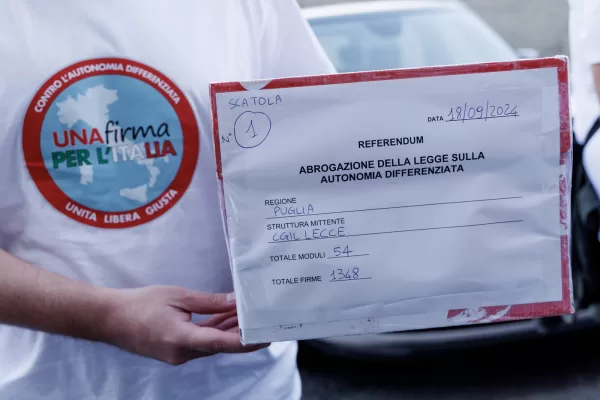 CONTRO L'AUTONOMIA DIFFERENZIATA
UNA firma
PER L'ITALIA
UNITA LIBERA GIUSTA
SCATOLA
N° 1
DATA 18/09/2024
REFERENDUM
ABROGAZIONE DELLA LEGGE SULLA
AUTONOMIA DIFFERENZIATA
REGIONE
PUGLIA
STRUTTURA MITTENTE
CGIL LECCE
TOTALE MODULI 54
TOTALE FIRME 1348